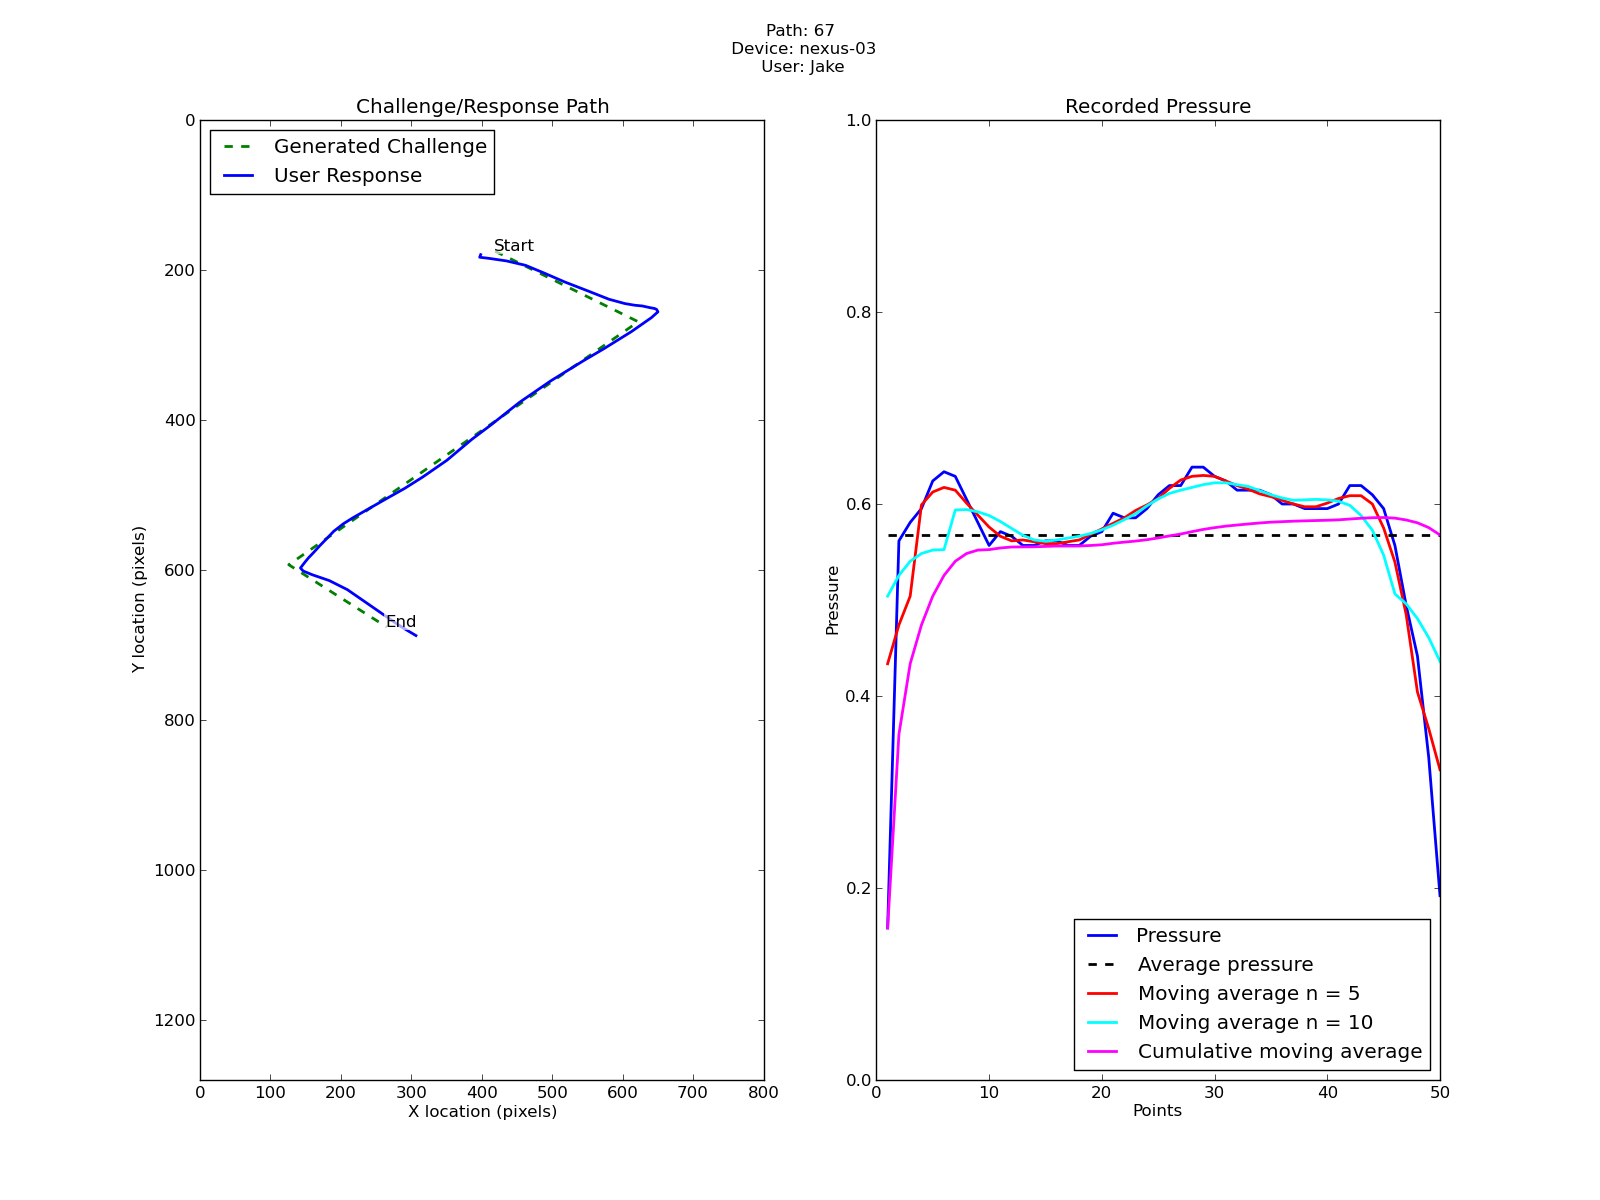 Path: 67
Device: nexus-03
User: Jake
Challenge/Response Path
Generated Challenge
User Response
Start
End
0
200
400
600
800
1000
1200
Y location (pixels)
0 100 200 300 400 500 600 700 800
X location (pixels)
Recorded Pressure
1.0
0.8
0.6
0.4
0.2
0.0
Pressure
Pressure
Average pressure
Moving average n = 5
Moving average n = 10
Cumulative moving average
0 10 20 30 40 50
Points